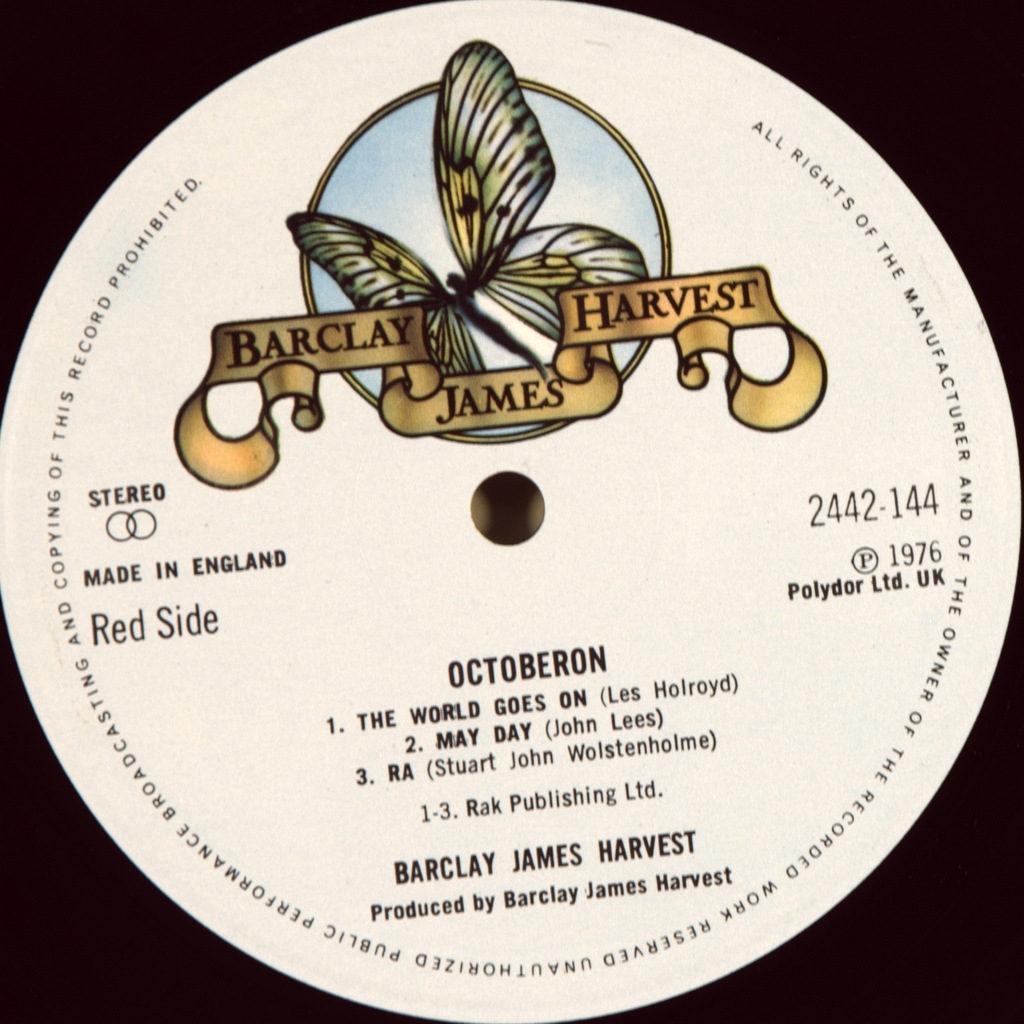 BARCLAY
JAMES
HARVEST
STEREO
MADE IN ENGLAND
Red Side
2442-144
℗ 1976
Polydor Ltd. UK
OCTOBERON
1. THE WORLD GOES ON (Les Holroyd)
2. MAY DAY (John Lees)
3. RA (Stuart John Wolstenholme)
1-3. Rak Publishing Ltd.
BARCLAY JAMES HARVEST
Produced by Barclay James Harvest
ALL RIGHTS OF THE MANUFACTURER AND OF THE OWNER OF THE RECORDED WORK RESERVED UNAUTHORIZED PUBLIC PERFORMANCE BROADCASTING AND COPYING OF THIS RECORD PROHIBITED.